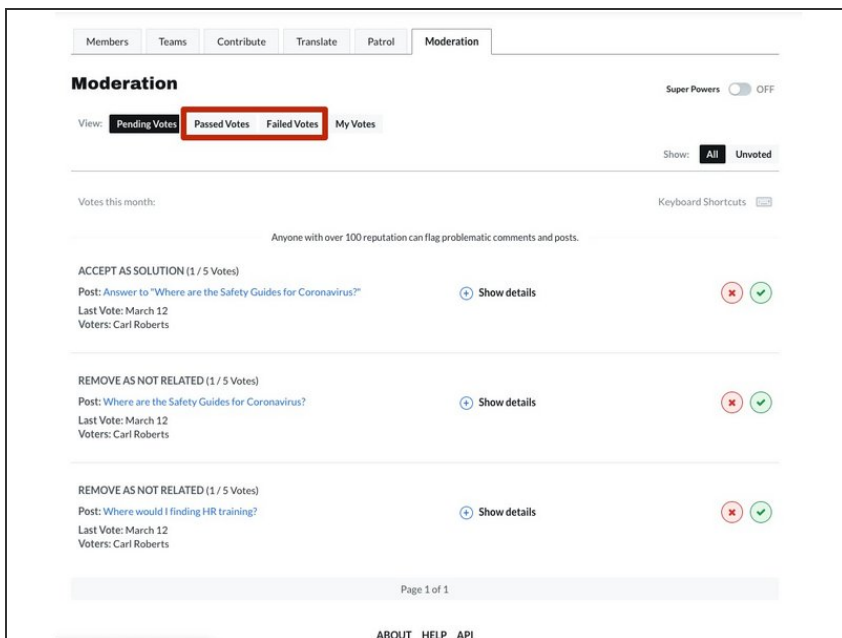 Members Teams Contribute Translate Patrol Moderation
Moderation
Super Powers OFF
View: Pending Votes Passed Votes Failed Votes My Votes
Show: All Unvoted
Votes this month: Keyboard Shortcuts
Anyone with over 100 reputation can flag problematic comments and posts.
ACCEPT AS SOLUTION (1 / 5 Votes)
Post: Answer to "Where are the Safety Guides for Coronavirus?"
Show details
Last Vote: March 12
Voters: Carl Roberts
REMOVE AS NOT RELATED (1 / 5 Votes)
Post: Where are the Safety Guides for Coronavirus?
Show details
Last Vote: March 12
Voters: Carl Roberts
REMOVE AS NOT RELATED (1 / 5 Votes)
Post: Where would I finding HR training?
Show details
Last Vote: March 12
Voters: Carl Roberts
Page 1 of 1
ABOUT HELP API